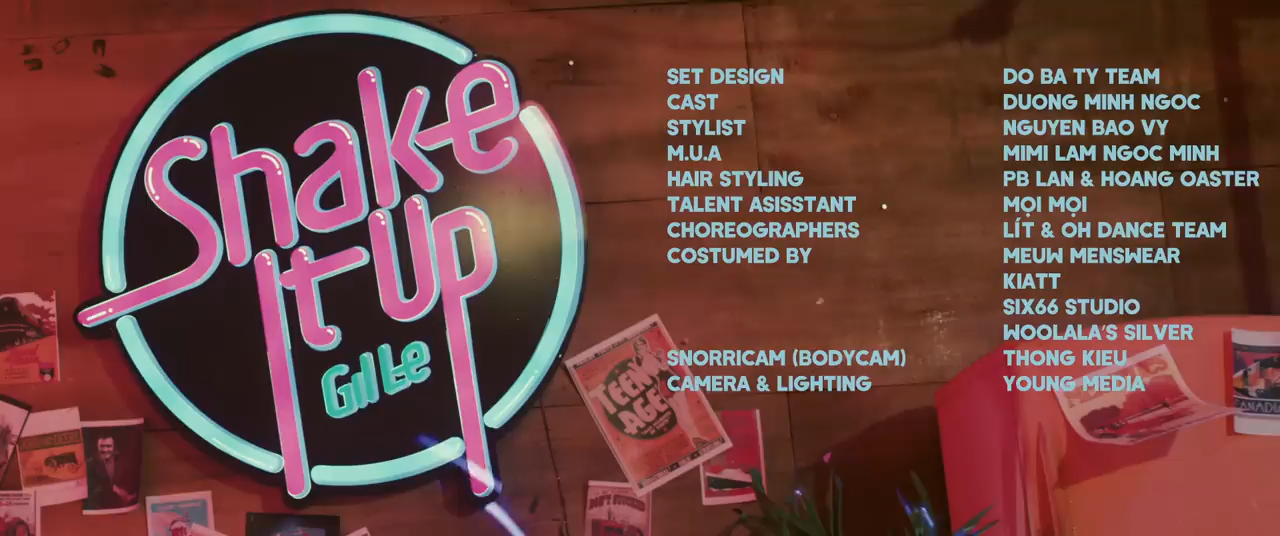 Shake
It Up
Gil Le
SET DESIGN DO BA TY TEAM
CAST DUONG MINH NGOC
STYLIST NGUYEN BAO VY
M.U.A MIMI LAM NGOC MINH
HAIR STYLING PB LAN & HOANG OASTER
TALENT ASISSTANT MỌI MỌI
CHOREOGRAPHERS LÍT & OH DANCE TEAM
COSTUMED BY MEUW MENSWEAR
KIATT
SIX66 STUDIO
WOOLALA'S SILVER
SNORRICAM (BODYCAM) THONG KIEU
CAMERA & LIGHTING YOUNG MEDIA
TEEN
AGE